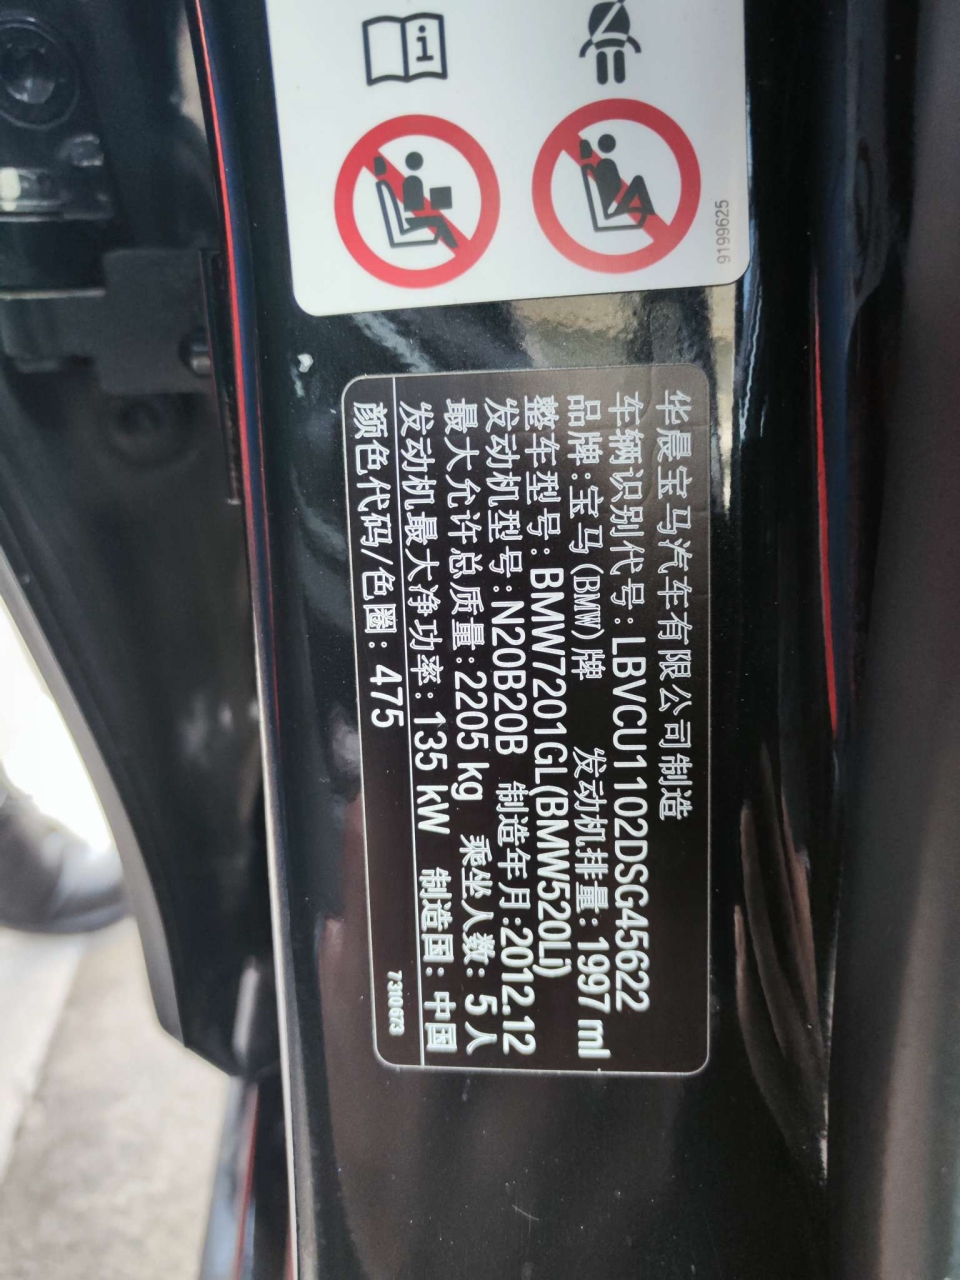 i
9199625
华晨宝马汽车有限公司制造
车辆识别代号: LBVCU1102DSG45622
品牌:宝马(BMW)牌 发动机排量: 1997 ml
整车型号: BMW7201GL(BMW520Li)
发动机型号: N20B20B 制造年月:2012.12
最大允许总质量:2205 kg 乘坐人数: 5 人
发动机最大净功率: 135 kW 制造国: 中国
颜色代码/色圈: 475
7310673